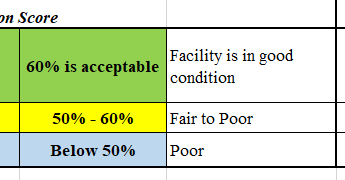 on Score
60% is acceptable
Facility is in good
condition
50% - 60%
Fair to Poor
Below 50%
Poor